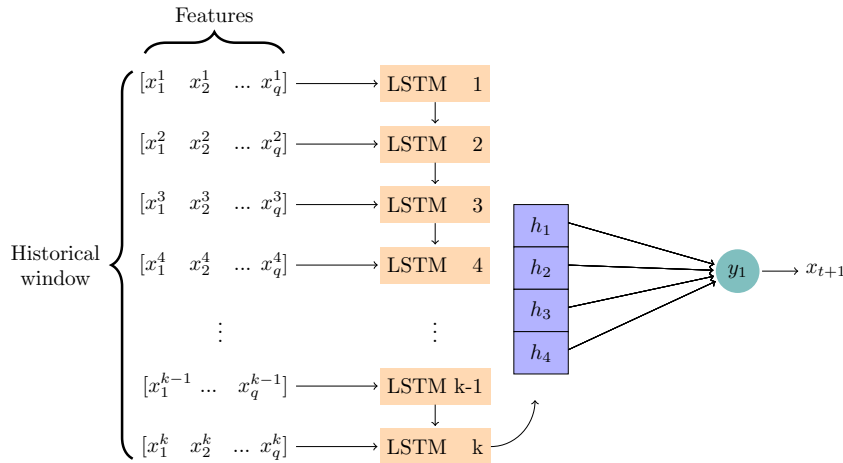 Features
[x_1^1 x_2^1 ... x_q^1] LSTM 1
[x_1^2 x_2^2 ... x_q^2] LSTM 2
[x_1^3 x_2^3 ... x_q^3] LSTM 3
h_1
Historical
window
[x_1^4 x_2^4 ... x_q^4] LSTM 4
h_2
y_1 x_{t+1}
h_3
⋮ ⋮
h_4
[x_1^{k-1} ... x_q^{k-1}] LSTM k-1
[x_1^k x_2^k ... x_q^k] LSTM k